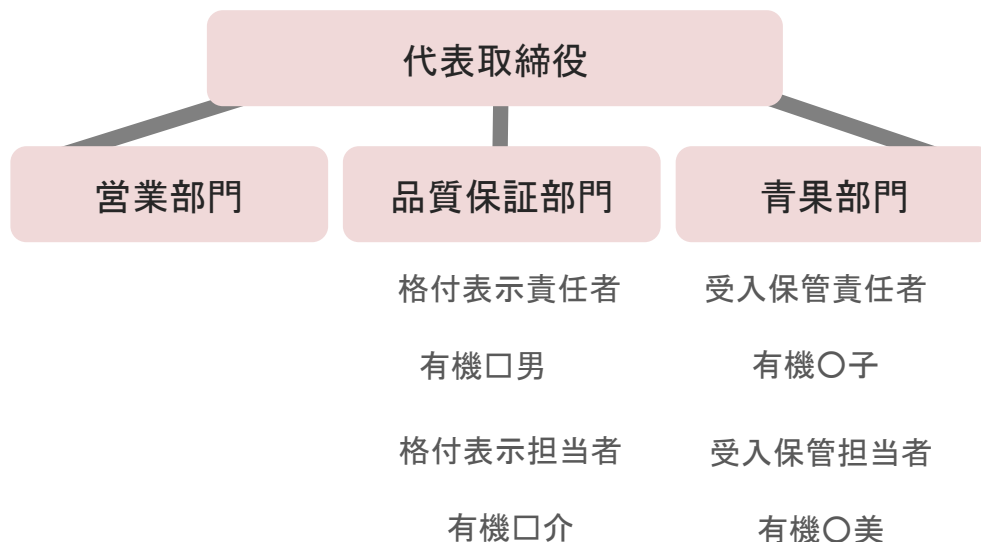 代表取締役
営業部門
品質保証部門
青果部門
格付表示責任者
受入保管責任者
有機□男
有機〇子
格付表示担当者
受入保管担当者
有機□介
有機〇美